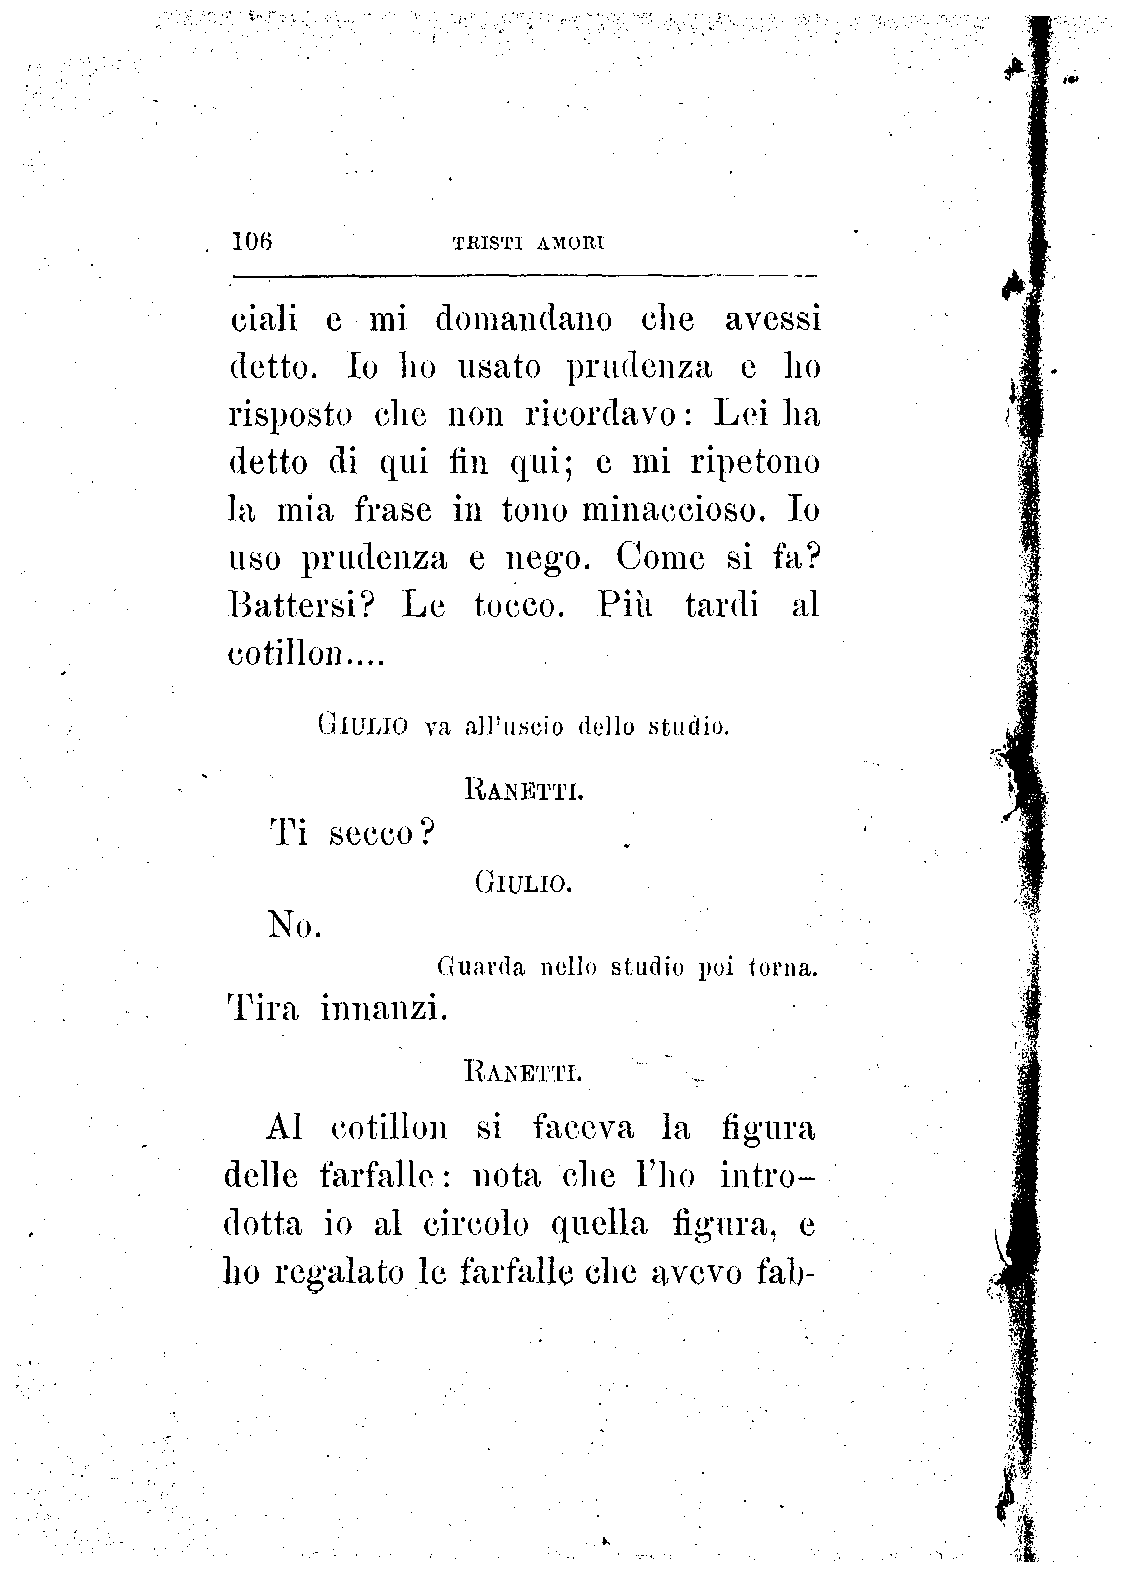 106 TRISTI AMORI
ciali e mi domandano che avessi
detto. Io ho usato prudenza e ho
risposto che non ricordavo: Lei ha
detto di qui fin qui; e mi ripetono
la mia frase in tono minaccioso. Io
uso prudenza e nego. Come si fa?
Battersi? Le tocco. Più tardi al
cotillon....
GIULIO va all'uscio dello studio.
RANETTI.
Ti secco?
GIULIO.
No.
Guarda nello studio poi torna.
Tira innanzi.
RANETTI.
Al cotillon si faceva la figura
delle farfalle: nota che l'ho intro-
dotta io al circolo quella figura, e
ho regalato le farfalle che avevo fab-